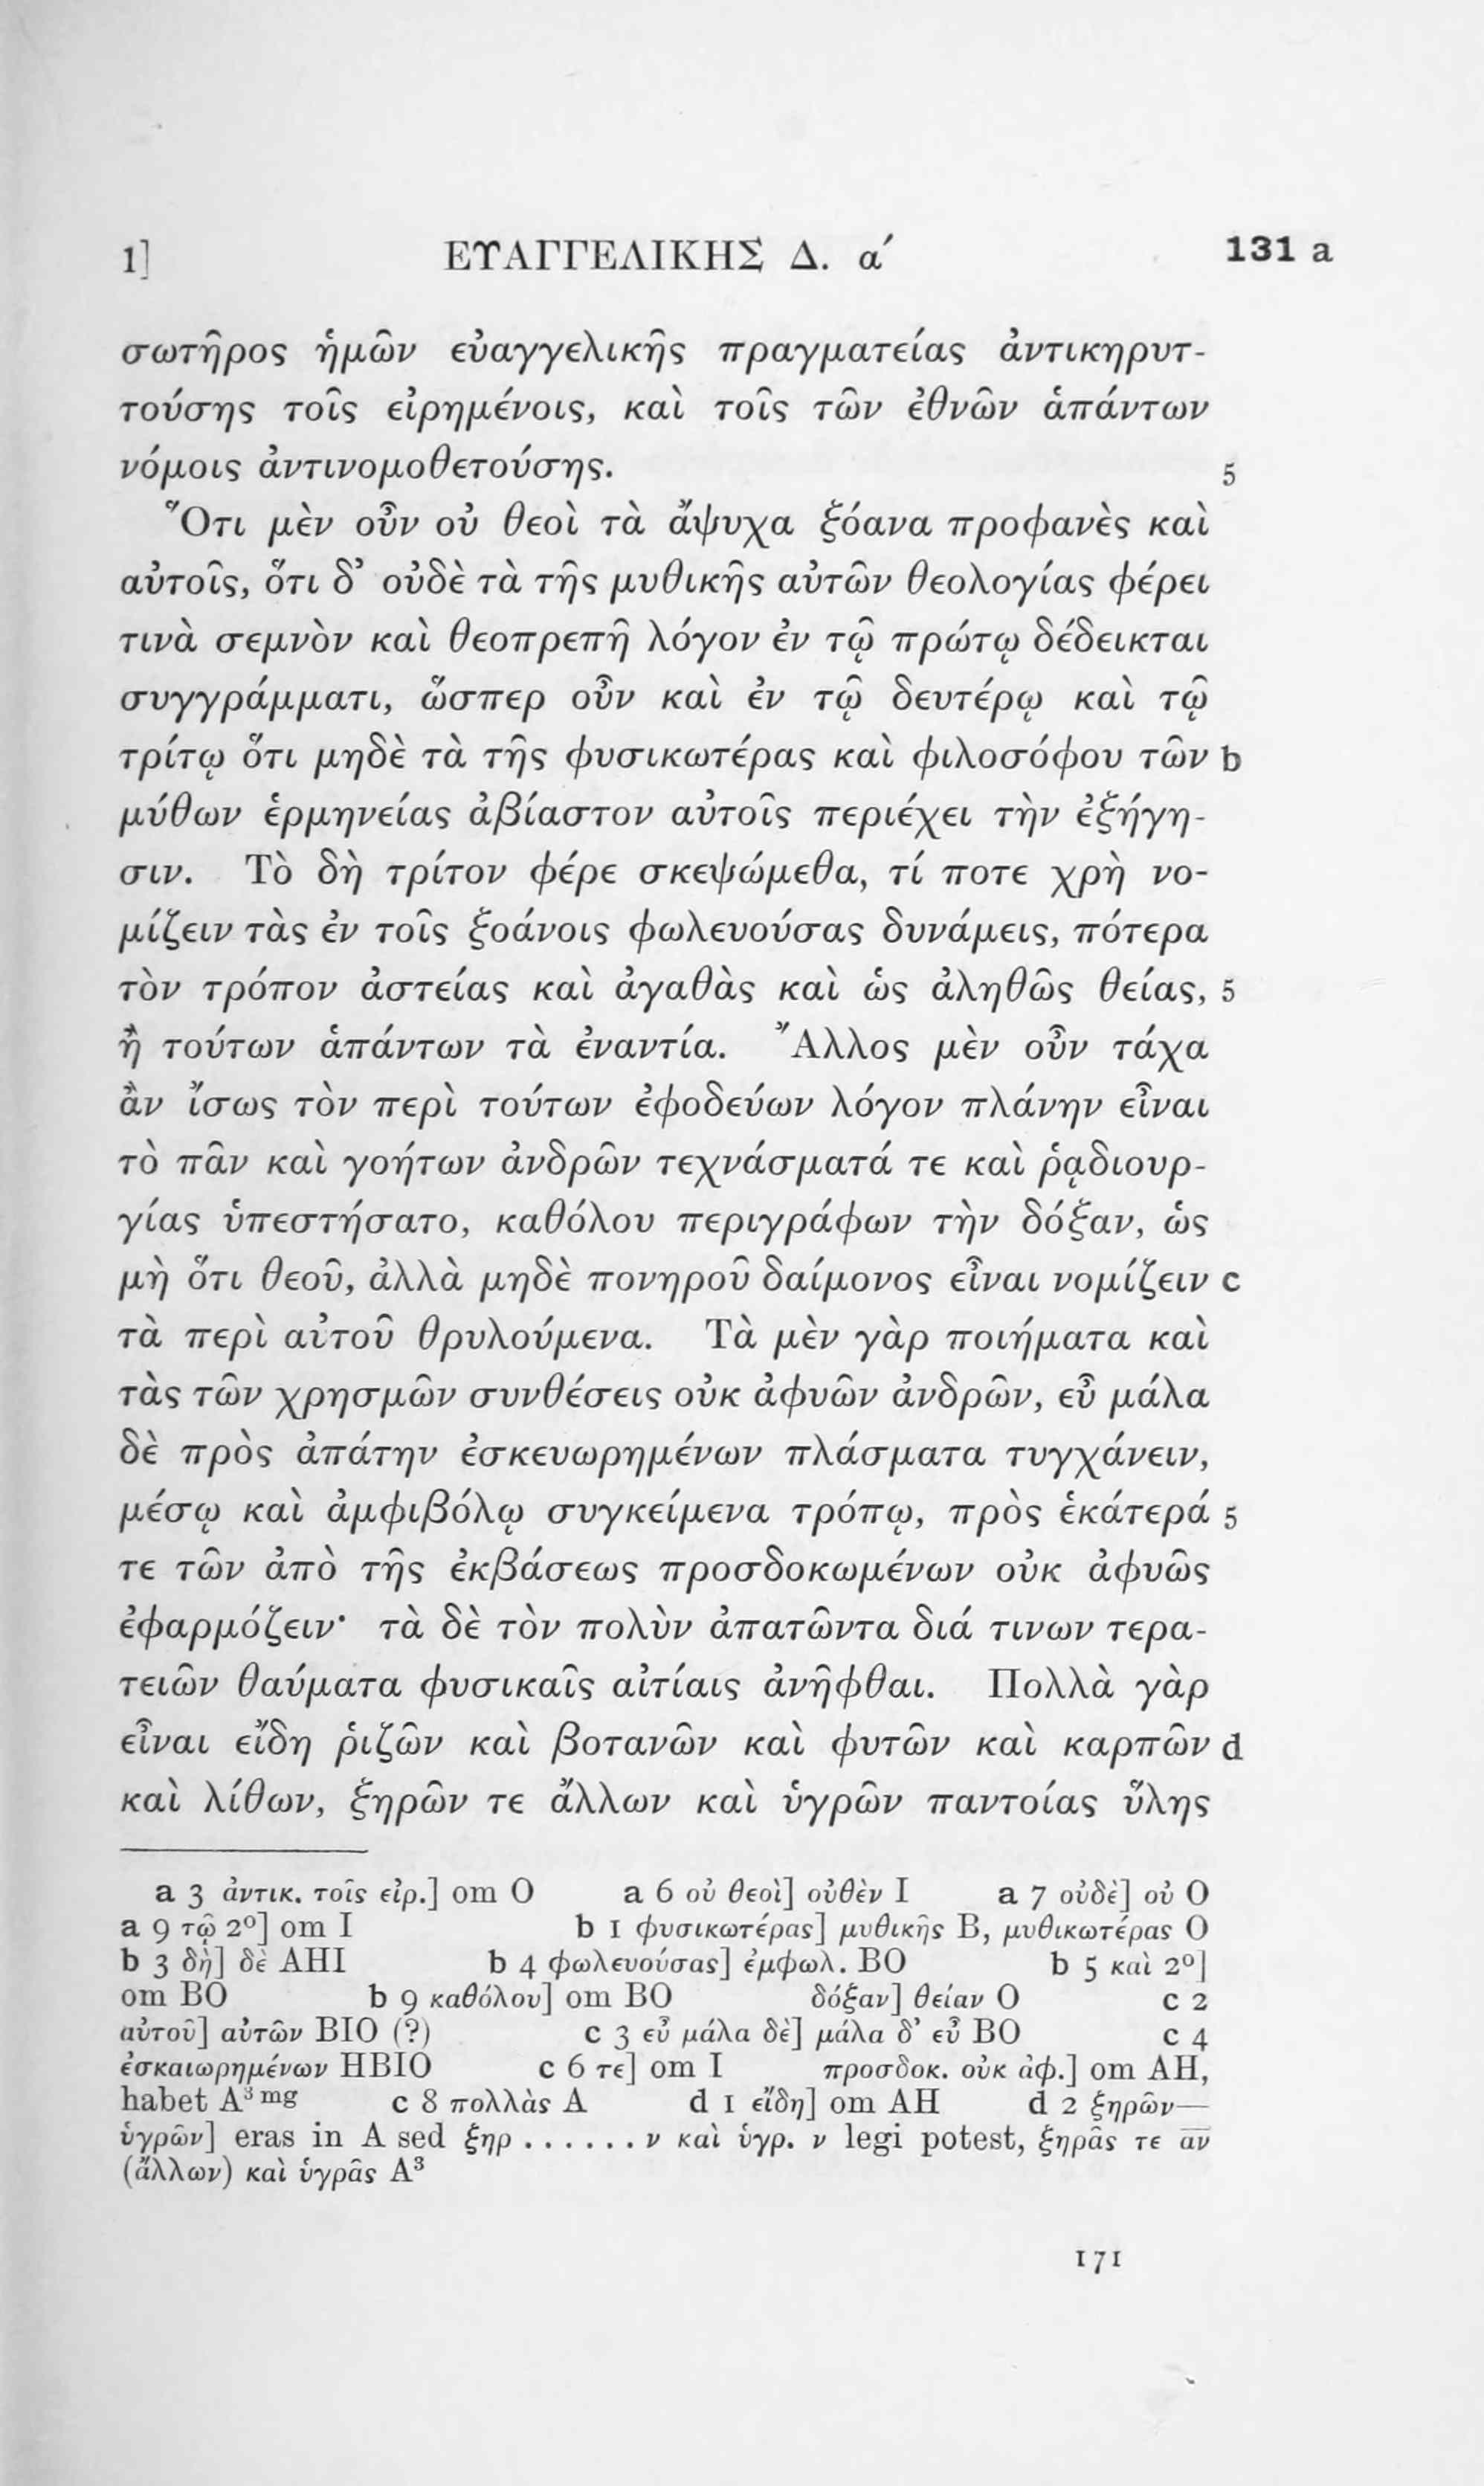 1] ΕΥΑΓΓΕΛΙΚΗΣ Δ. α´ 131 a
σωτῆρος ἡμῶν εὐαγγελικῆς πραγματείας ἀντικηρυτ-
τούσης τοῖς εἰρημένοις, καὶ τοῖς τῶν ἐθνῶν ἁπάντων
νόμοις ἀντινομοθετούσης. 5
Ὅτι μὲν οὖν οὐ θεοὶ τὰ ἄψυχα ξόανα προφανὲς καὶ
αὐτοῖς, ὅτι δ’ οὐδὲ τὰ τῆς μυθικῆς αὐτῶν θεολογίας φέρει
τινὰ σεμνὸν καὶ θεοπρεπῆ λόγον ἐν τῷ πρώτῳ δέδεικται
συγγράμματι, ὥσπερ οὖν καὶ ἐν τῷ δευτέρῳ καὶ τῷ
τρίτῳ ὅτι μηδὲ τὰ τῆς φυσικωτέρας καὶ φιλοσόφου τῶν b
μύθων ἑρμηνείας ἀβίαστον αὐτοῖς περιέχει τὴν ἐξήγη-
σιν. Τὸ δὴ τρίτον φέρε σκεψώμεθα, τί ποτε χρὴ νο-
μίζειν τὰς ἐν τοῖς ξοάνοις φωλευούσας δυνάμεις, πότερα
τὸν τρόπον ἀστείας καὶ ἀγαθὰς καὶ ὡς ἀληθῶς θείας, 5
ἢ τούτων ἁπάντων τὰ ἐναντία. Ἄλλος μὲν οὖν τάχα
ἂν ἴσως τὸν περὶ τούτων ἐφοδεύων λόγον πλάνην εἶναι
τὸ πᾶν καὶ γοήτων ἀνδρῶν τεχνάσματά τε καὶ ῥᾳδιουρ-
γίας ὑπεστήσατο, καθόλου περιγράφων τὴν δόξαν, ὡς
μὴ ὅτι θεοῦ, ἀλλὰ μηδὲ πονηροῦ δαίμονος εἶναι νομίζειν c
τὰ περὶ αὐτοῦ θρυλούμενα. Τὰ μὲν γὰρ ποιήματα καὶ
τὰς τῶν χρησμῶν συνθέσεις οὐκ ἀφυῶν ἀνδρῶν, εὖ μάλα
δὲ πρὸς ἀπάτην ἐσκευωρημένων πλάσματα τυγχάνειν,
μέσῳ καὶ ἀμφιβόλῳ συγκείμενα τρόπῳ, πρὸς ἑκάτερά 5
τε τῶν ἀπὸ τῆς ἐκβάσεως προσδοκωμένων οὐκ ἀφυῶς
ἐφαρμόζειν· τὰ δὲ τὸν πολὺν ἀπατῶντα διά τινων τερα-
τειῶν θαύματα φυσικαῖς αἰτίαις ἀνῆφθαι. Πολλὰ γὰρ
εἶναι εἴδη ῥιζῶν καὶ βοτανῶν καὶ φυτῶν καὶ καρπῶν d
καὶ λίθων, ξηρῶν τε ἄλλων καὶ ὑγρῶν παντοίας ὕλης
a 3 ἀντικ. τοῖς εἰρ.] om O a 6 οὐ θεοὶ] οὐθὲν I a 7 οὐδὲ] οὐ O
a 9 τῷ 2º] om I b 1 φυσικωτέρας] μυθικῆς B, μυθικωτέρας O
b 3 δὴ] δὲ AHI b 4 φωλευούσας] ἐμφωλ. BO b 5 καὶ 2º]
om BO b 9 καθόλου] om BO δόξαν] θείαν O c 2
αὐτοῦ] αὐτῶν BIO (?) c 3 εὖ μάλα δὲ] μάλα δ’ εὖ BO c 4
ἐσκαιωρημένων HBIO c 6 τε] om I προσδοκ. οὐκ ἀφ.] om AH,
habet A³ mg c 8 πολλὰς A d 1 εἴδη] om AH d 2 ξηρῶν—
ὑγρῶν] eras in A sed ξηρ ...... ν καὶ ὑγρ. ν legi potest, ξηρᾶς τε α̅ν̅
(ἄλλων) καὶ ὑγρᾶς A³
171